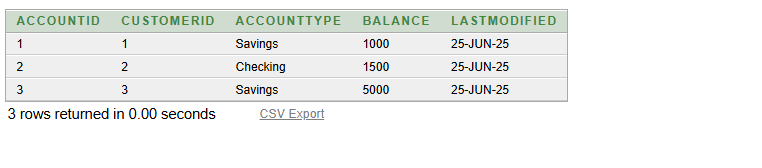 ACCOUNTID CUSTOMERID ACCOUNTTYPE BALANCE LASTMODIFIED
1 1 Savings 1000 25-JUN-25
2 2 Checking 1500 25-JUN-25
3 3 Savings 5000 25-JUN-25
3 rows returned in 0.00 seconds CSV Export